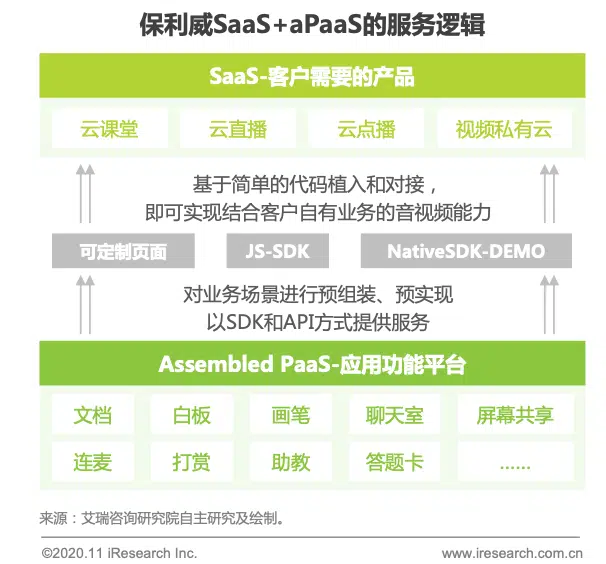 保利威SaaS+aPaaS的服务逻辑
SaaS-客户需要的产品
云课堂 云直播 云点播 视频私有云
基于简单的代码植入和对接，
即可实现结合客户自有业务的音视频能力
可定制页面 JS-SDK NativeSDK-DEMO
对业务场景进行预组装、预实现
以SDK和API方式提供服务
Assembled PaaS-应用功能平台
文档 白板 画笔 聊天室 屏幕共享
连麦 打赏 助教 答题卡 ......
来源：艾瑞咨询研究院自主研究及绘制。
©2020.11 iResearch Inc. www.iresearch.com.cn